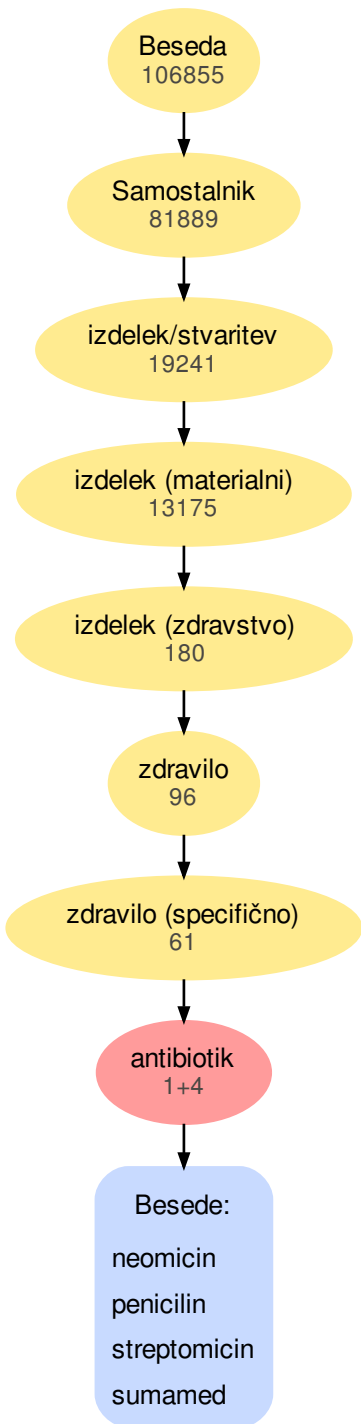 Beseda
106855
Samostalnik
81889
izdelek/stvaritev
19241
izdelek (materialni)
13175
izdelek (zdravstvo)
180
zdravilo
96
zdravilo (specifično)
61
antibiotik
1+4
Besede:
neomicin
penicilin
streptomicin
sumamed